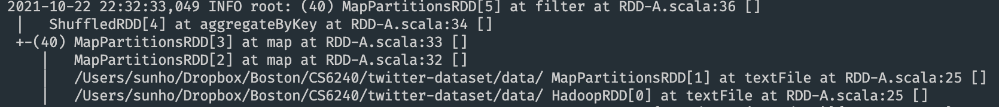 2021-10-22 22:32:33,049 INFO root: (40) MapPartitionsRDD[5] at filter at RDD-A.scala:36 []
| ShuffledRDD[4] at aggregateByKey at RDD-A.scala:34 []
+-(40) MapPartitionsRDD[3] at map at RDD-A.scala:33 []
| MapPartitionsRDD[2] at map at RDD-A.scala:32 []
| /Users/sunho/Dropbox/Boston/CS6240/twitter-dataset/data/ MapPartitionsRDD[1] at textFile at RDD-A.scala:25 []
| /Users/sunho/Dropbox/Boston/CS6240/twitter-dataset/data/ HadoopRDD[0] at textFile at RDD-A.scala:25 []